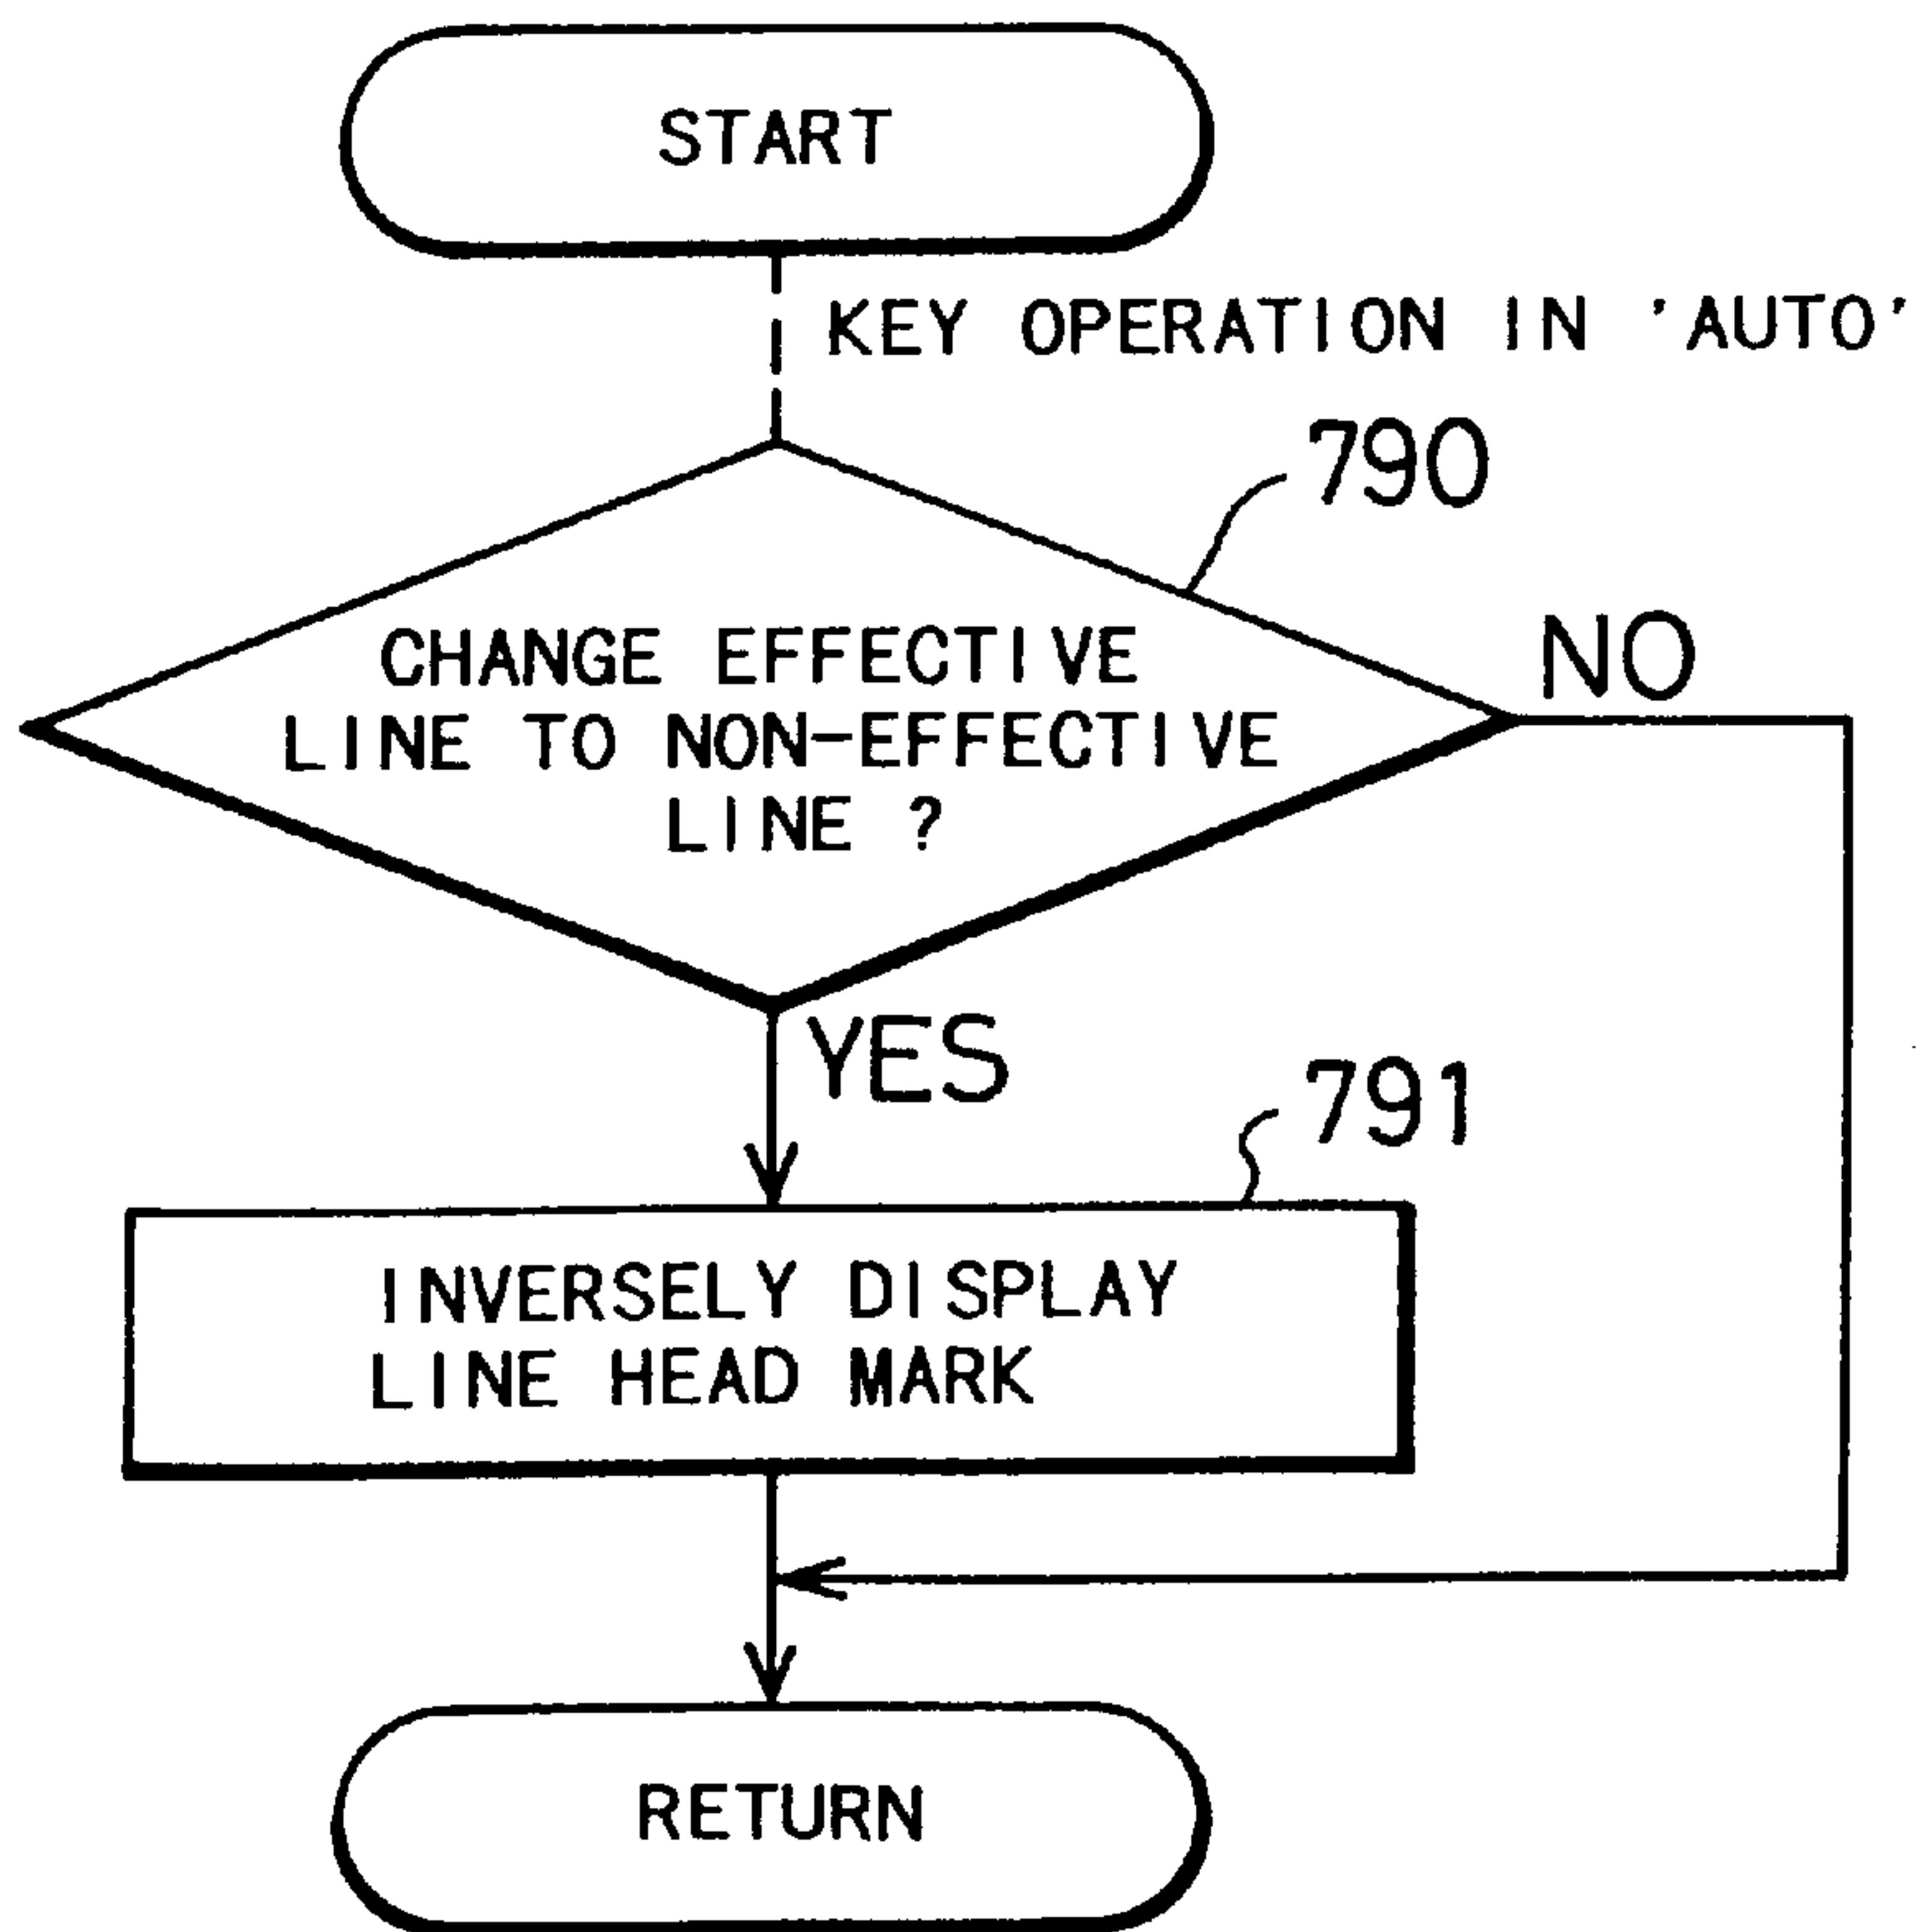 START
KEY OPERATION IN 'AUTO'
790
CHANGE EFFECTIVE
LINE TO NON-EFFECTIVE
LINE ?
NO
YES
791
INVERSELY DISPLAY
LINE HEAD MARK
RETURN